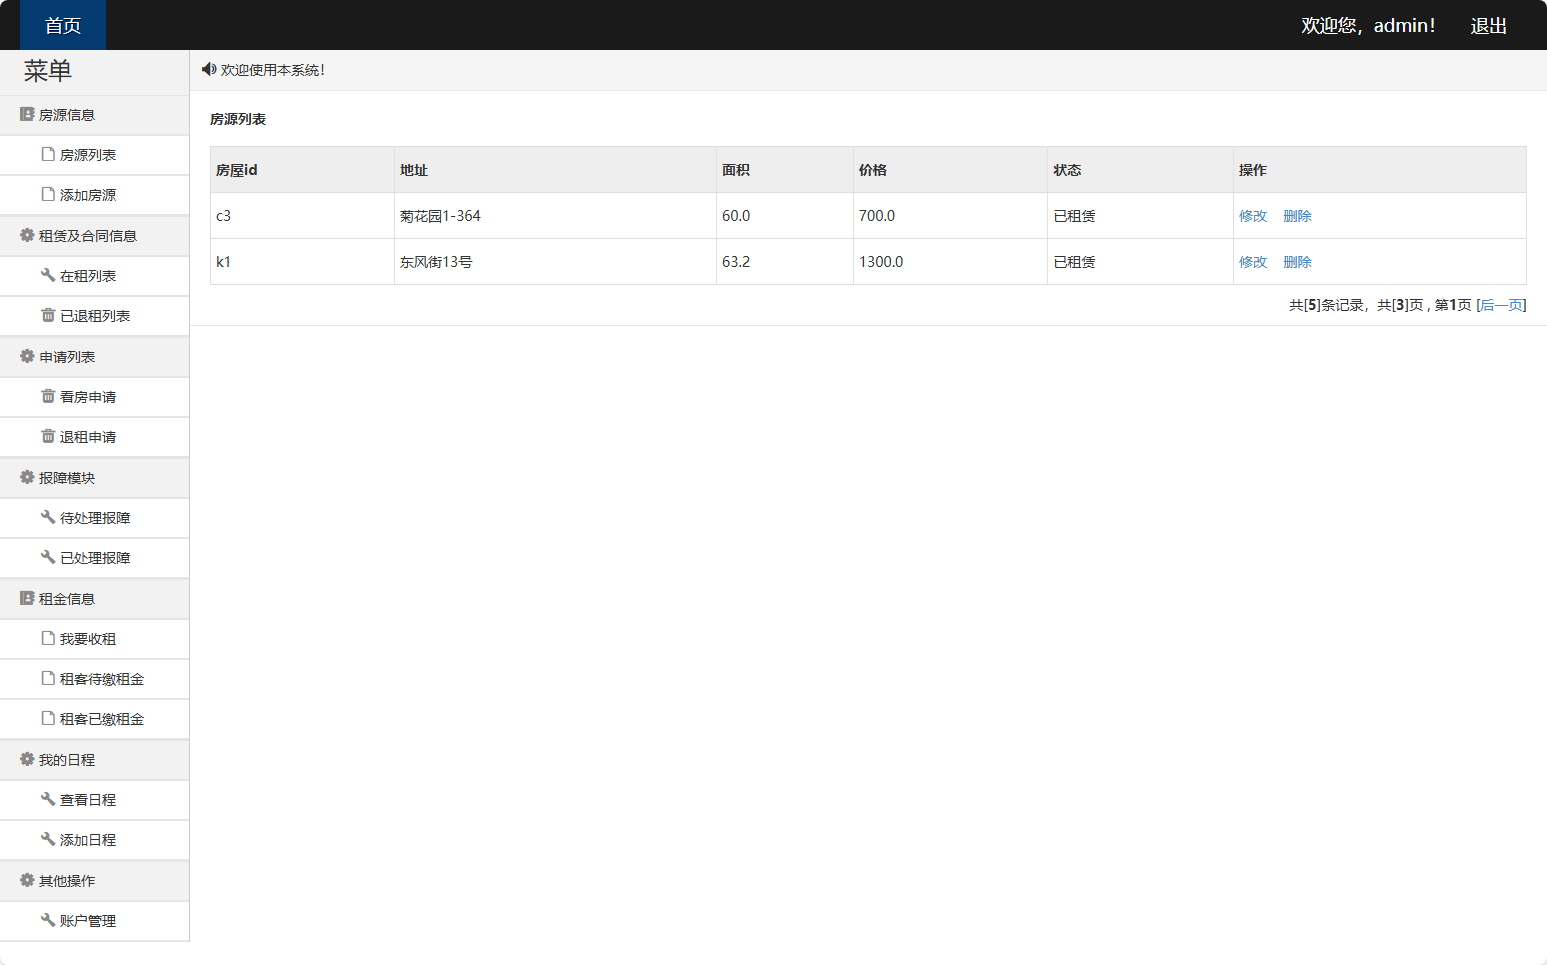 首页
欢迎您，admin！ 退出
菜单
房源信息
房源列表
添加房源
租赁及合同信息
在租列表
已退租列表
申请列表
看房申请
退租申请
报障模块
待处理报障
已处理报障
租金信息
我要收租
租客待缴租金
租客已缴租金
我的日程
查看日程
添加日程
其他操作
账户管理
欢迎使用本系统！
房源列表
房屋id 地址 面积 价格 状态 操作
c3 菊花园1-364 60.0 700.0 已租赁 修改 删除
k1 东风街13号 63.2 1300.0 已租赁 修改 删除
共[5]条记录，共[3]页 , 第1页 [后一页]